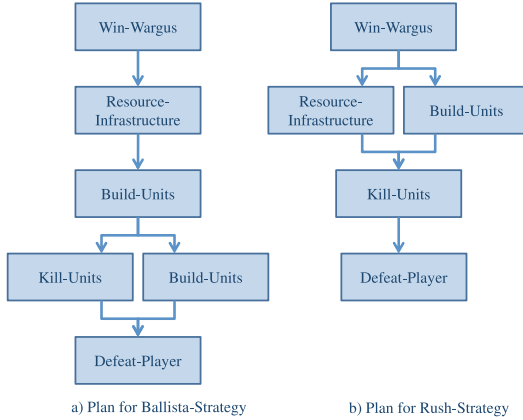 Win-Wargus
Resource-
Infrastructure
Build-Units
Kill-Units
Build-Units
Defeat-Player
a) Plan for Ballista-Strategy
Win-Wargus
Resource-
Infrastructure
Build-Units
Kill-Units
Defeat-Player
b) Plan for Rush-Strategy